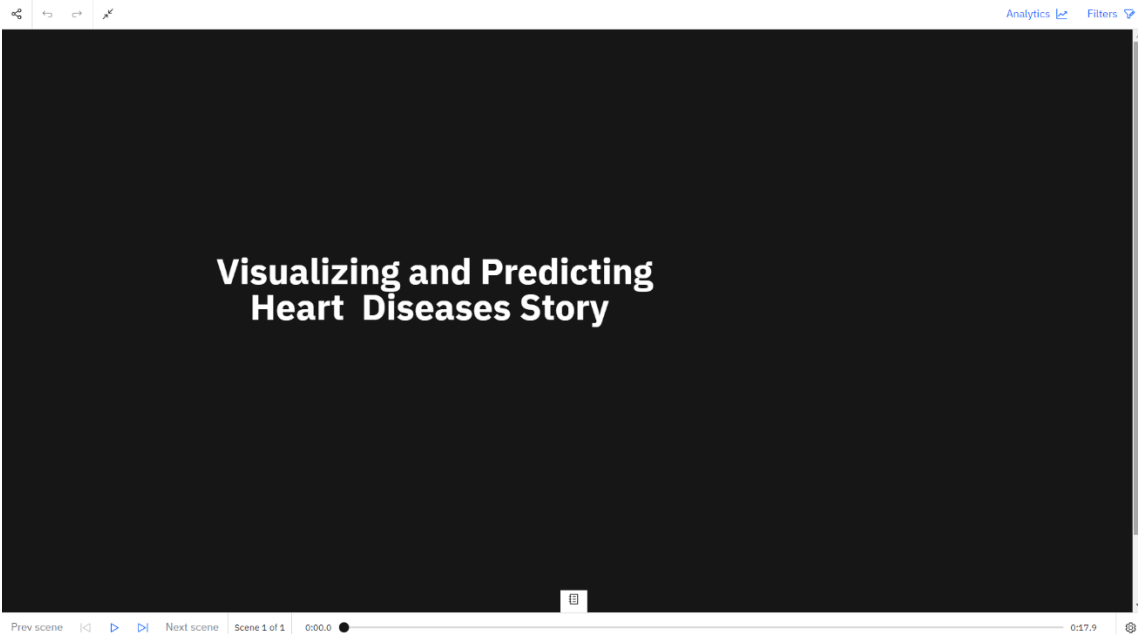 Analytics Filters
Visualizing and Predicting
Heart  Diseases Story
Prev scene Next scene Scene 1 of 1 0:00.0 0:17.9